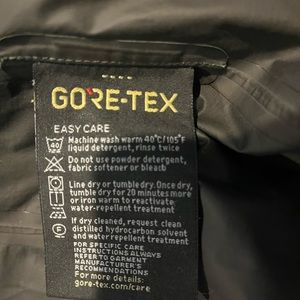 GORE-TEX
EASY CARE
40
Machine wash warm 40°C/105°F
liquid detergent, rinse twice
Do not use powder detergent,
fabric softener or bleach
Line dry or tumble dry. Once dry,
tumble dry for 20 minutes more
or iron warm to reactivate
water-repellent treatment
If dry cleaned, request clean
distilled hydrocarbon solvent
and water-repellent treatment
FOR SPECIFIC CARE
INSTRUCTIONS ALWAYS
REFER TO GARMENT
MANUFACTURER'S
RECOMMENDATIONS
For more details:
gore-tex.com/care